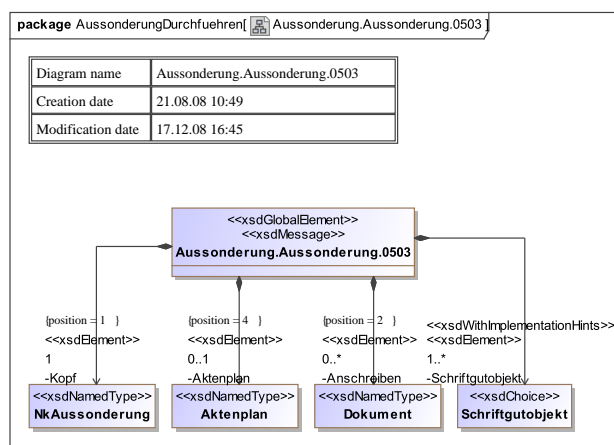 package AussonderungDurchfuehren[ Aussonderung.Aussonderung.0503 ]
Diagram name Aussonderung.Aussonderung.0503
Creation date 21.08.08 10:49
Modification date 17.12.08 16:45
<<xsdGlobalElement>>
<<xsdMessage>>
Aussonderung.Aussonderung.0503
{position = 1 }
<<xsdElement>>
1
-Kopf
{position = 4 }
<<xsdElement>>
0..1
-Aktenplan
{position = 2 }
<<xsdElement>>
0..*
-Anschreiben
<<xsdWithImplementationHints>>
<<xsdElement>>
1..*
-Schriftgutobjekt
<<xsdNamedType>>
NkAussonderung
<<xsdNamedType>>
Aktenplan
<<xsdNamedType>>
Dokument
<<xsdChoice>>
Schriftgutobjekt